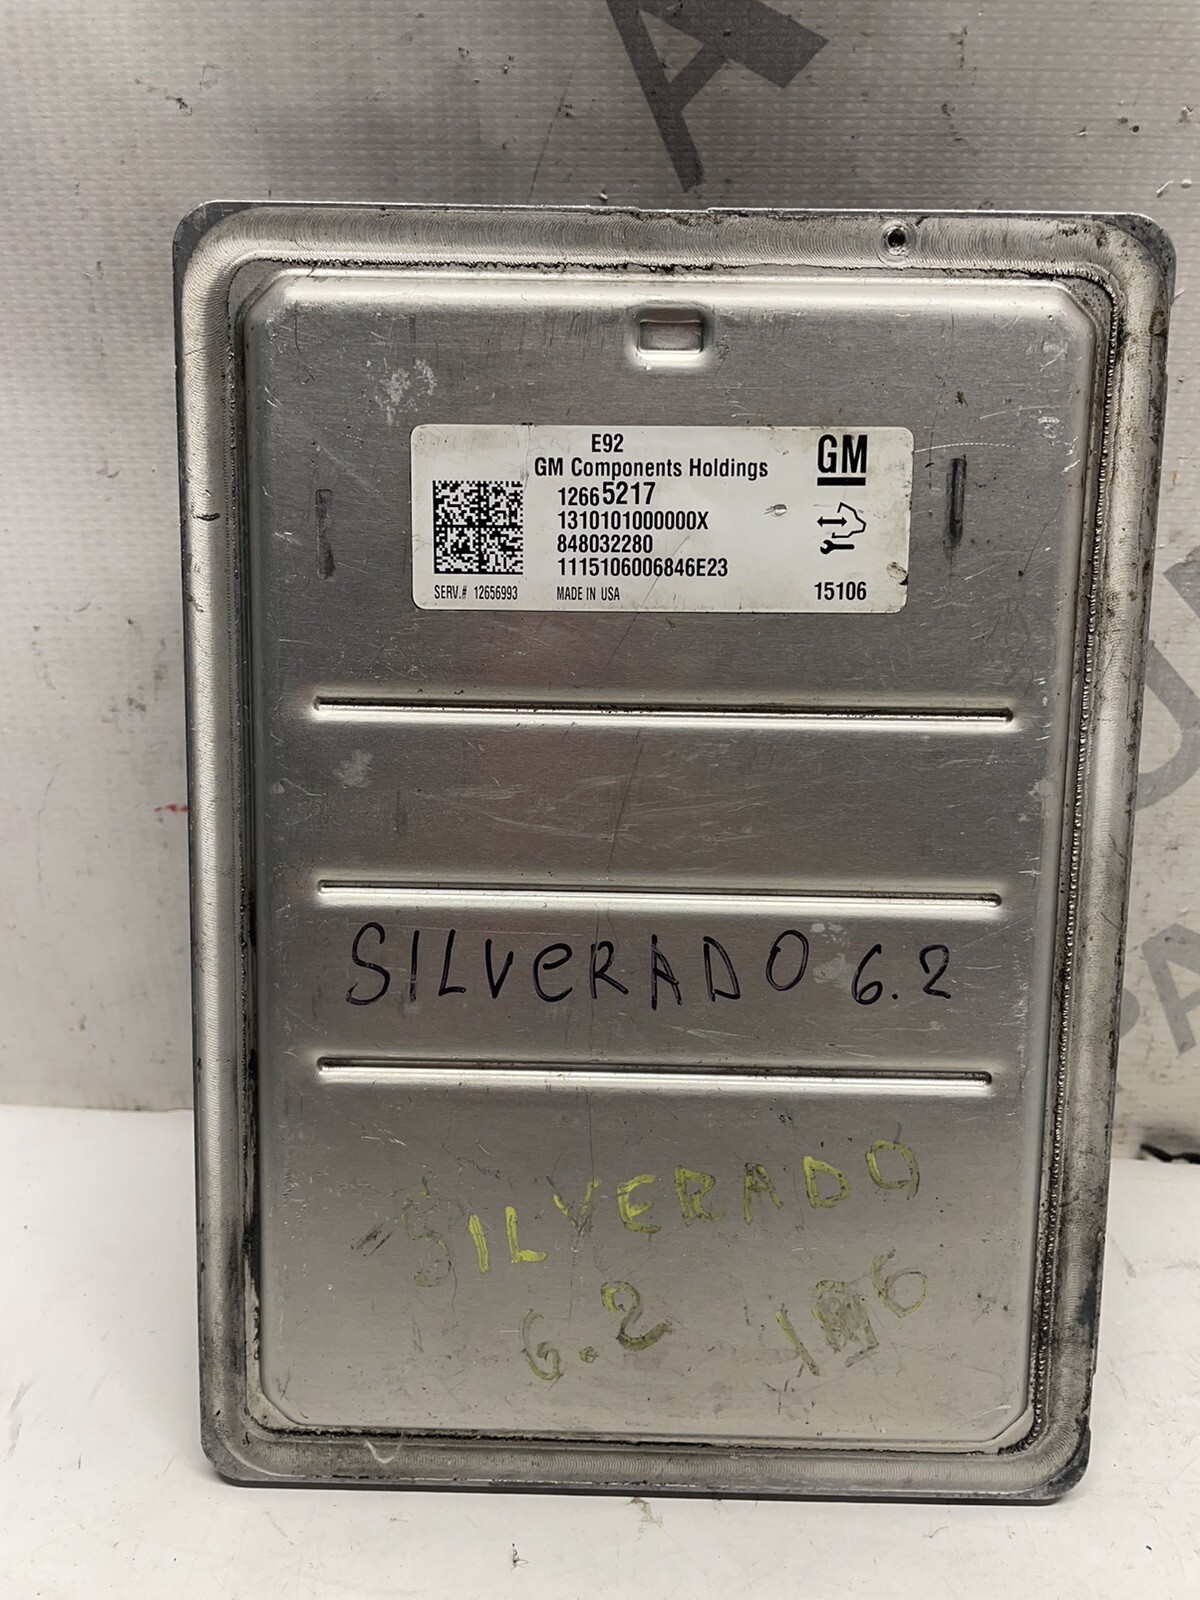 E92
GM Components Holdings
GM
12665217
1310101000000X
848032280
1115106006846E23
SERV.# 12656993 MADE IN USA 15106
SILVERADO 6.2
SILVERADO
6.2